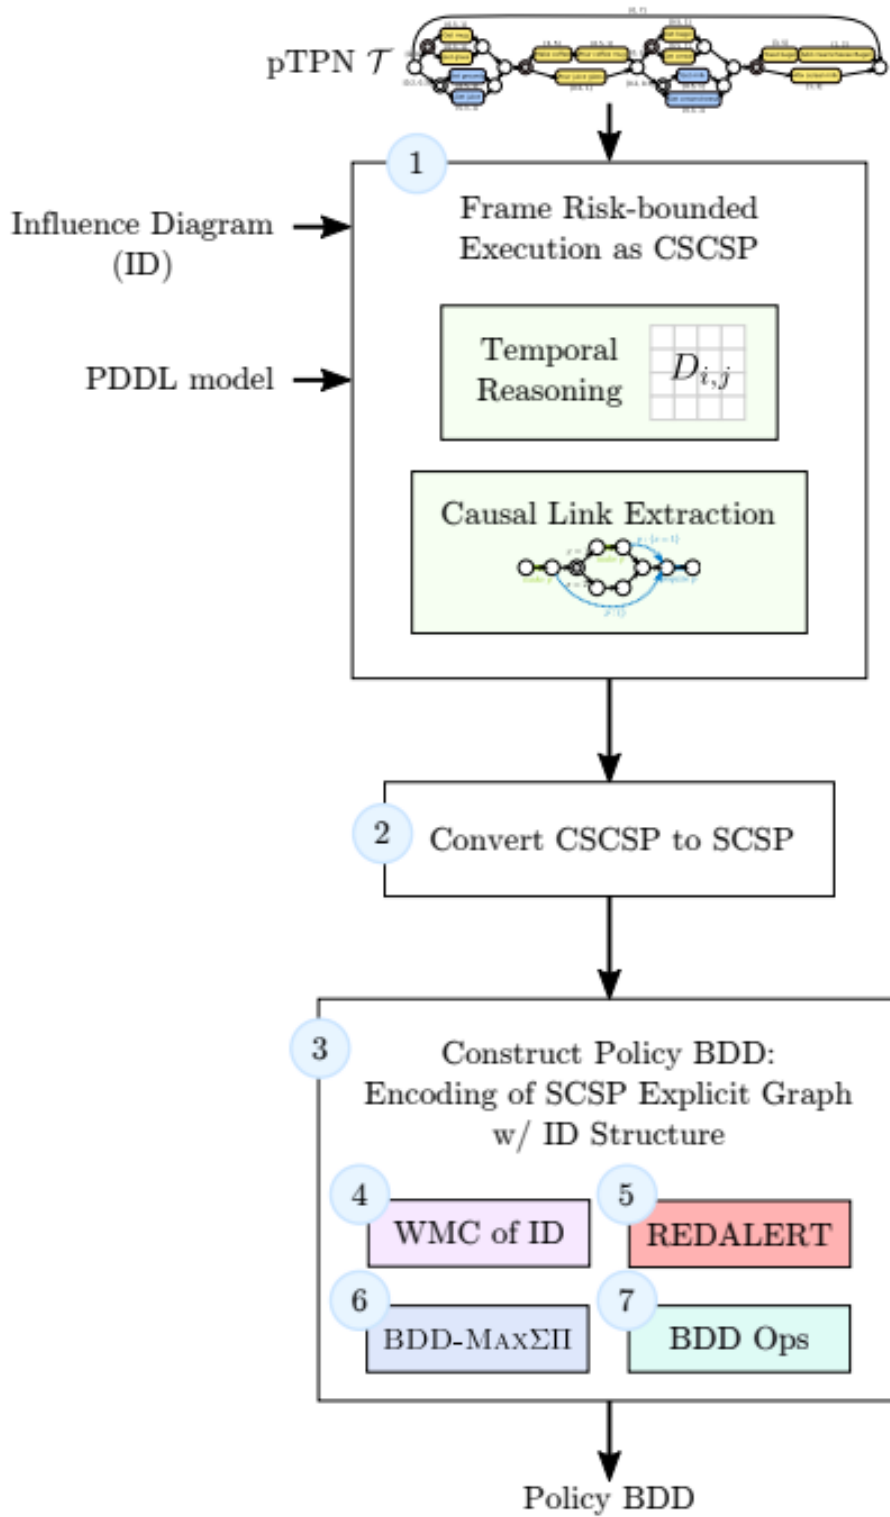 pTPN 𝒯
1
Frame Risk-bounded
Execution as CSCSP
Influence Diagram
(ID)
PDDL model
Temporal
Reasoning
D_{i,j}
Causal Link Extraction
2
Convert CSCSP to SCSP
3
Construct Policy BDD:
Encoding of SCSP Explicit Graph
w/ ID Structure
4
WMC of ID
5
REDALERT
6
BDD-MAXΣΠ
7
BDD Ops
Policy BDD